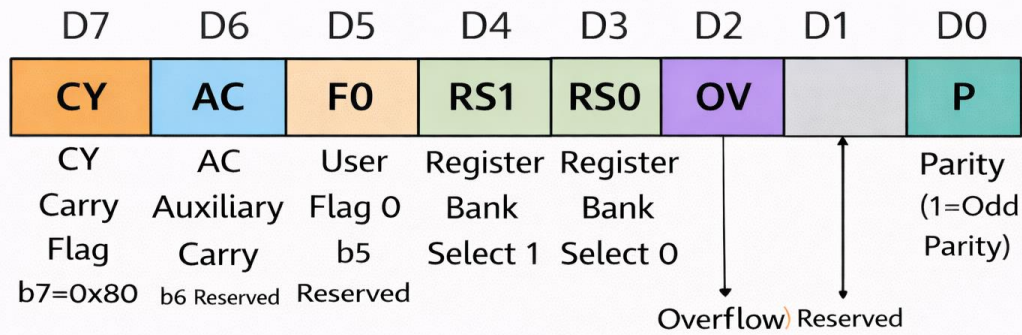 D7 D6 D5 D4 D3 D2 D1 D0
CY AC F0 RS1 RS0 OV P
CY
Carry
Flag
b7=0x80
AC
Auxiliary
Carry
b6 Reserved
User
Flag 0
b5
Reserved
Register
Bank
Select 1
Register
Bank
Select 0
Overflow)
Reserved
Parity
(1=Odd
Parity)